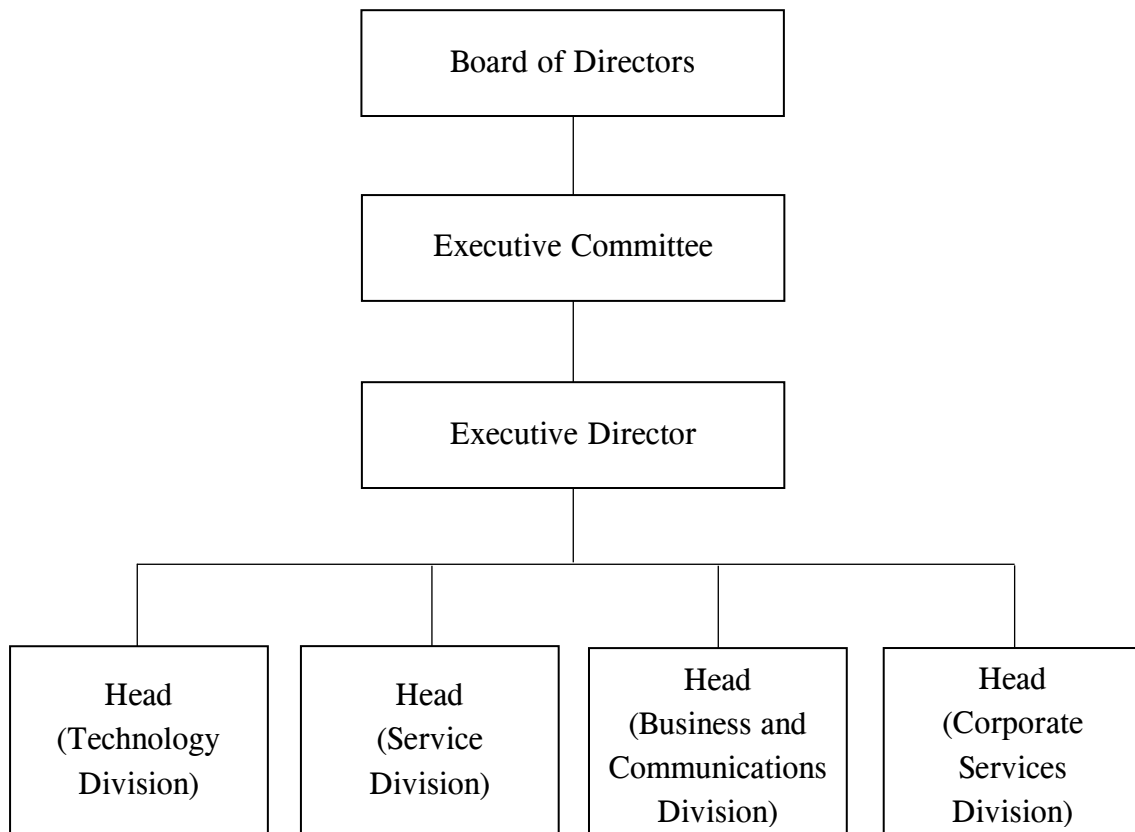 Board of Directors
Executive Committee
Executive Director
Head
(Technology
Division)
Head
(Service
Division)
Head
(Business and
Communications
Division)
Head
(Corporate
Services
Division)